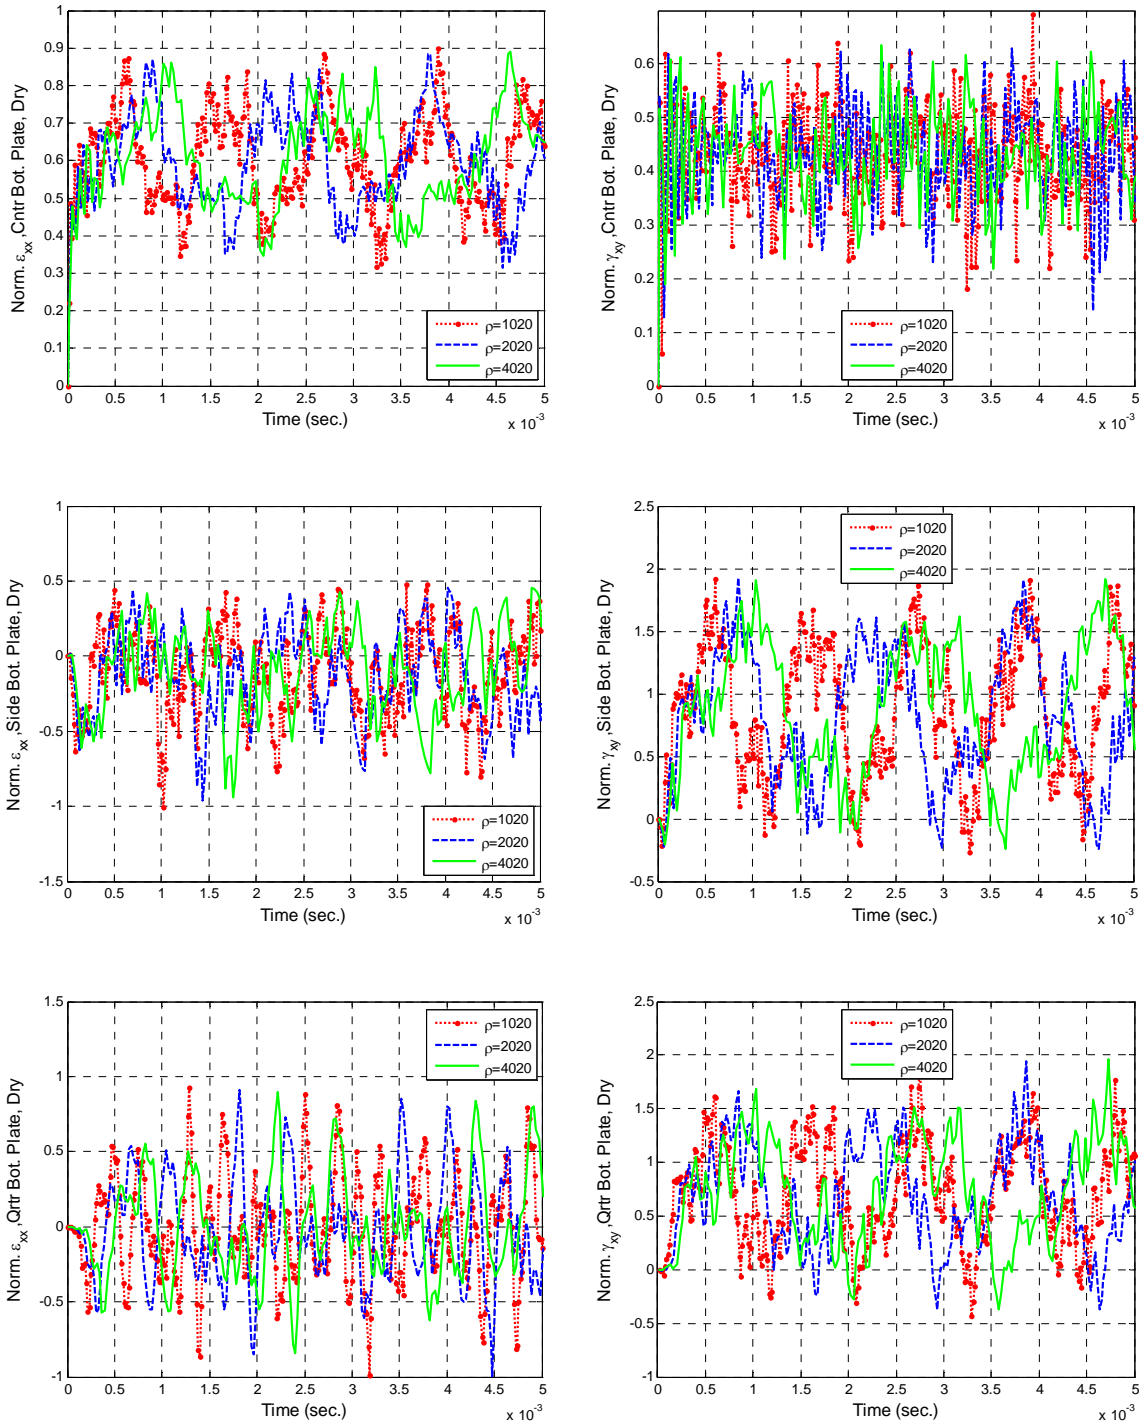 1
0.9
0.8
0.7
0.6
0.5
0.4
0.3
0.2
0.1
0
Norm. ε_xx ,Cntr Bot. Plate, Dry
ρ=1020
ρ=2020
ρ=4020
0 0.5 1 1.5 2 2.5 3 3.5 4 4.5 5
Time (sec.)
x 10^-3
0.6
0.5
0.4
0.3
0.2
0.1
0
Norm. γ_xy ,Cntr Bot. Plate, Dry
ρ=1020
ρ=2020
ρ=4020
0 0.5 1 1.5 2 2.5 3 3.5 4 4.5 5
Time (sec.)
x 10^-3
1
0.5
0
-0.5
-1
-1.5
Norm. ε_xx ,Side Bot. Plate, Dry
ρ=1020
ρ=2020
ρ=4020
0 0.5 1 1.5 2 2.5 3 3.5 4 4.5 5
Time (sec.)
x 10^-3
2.5
2
1.5
1
0.5
0
-0.5
Norm. γ_xy ,Side Bot. Plate, Dry
ρ=1020
ρ=2020
ρ=4020
0 0.5 1 1.5 2 2.5 3 3.5 4 4.5 5
Time (sec.)
x 10^-3
1.5
1
0.5
0
-0.5
-1
Norm. ε_xx ,Qrtr Bot. Plate, Dry
ρ=1020
ρ=2020
ρ=4020
0 0.5 1 1.5 2 2.5 3 3.5 4 4.5 5
Time (sec.)
x 10^-3
2.5
2
1.5
1
0.5
0
-0.5
-1
Norm. γ_xy ,Qrtr Bot. Plate, Dry
ρ=1020
ρ=2020
ρ=4020
0 0.5 1 1.5 2 2.5 3 3.5 4 4.5 5
Time (sec.)
x 10^-3